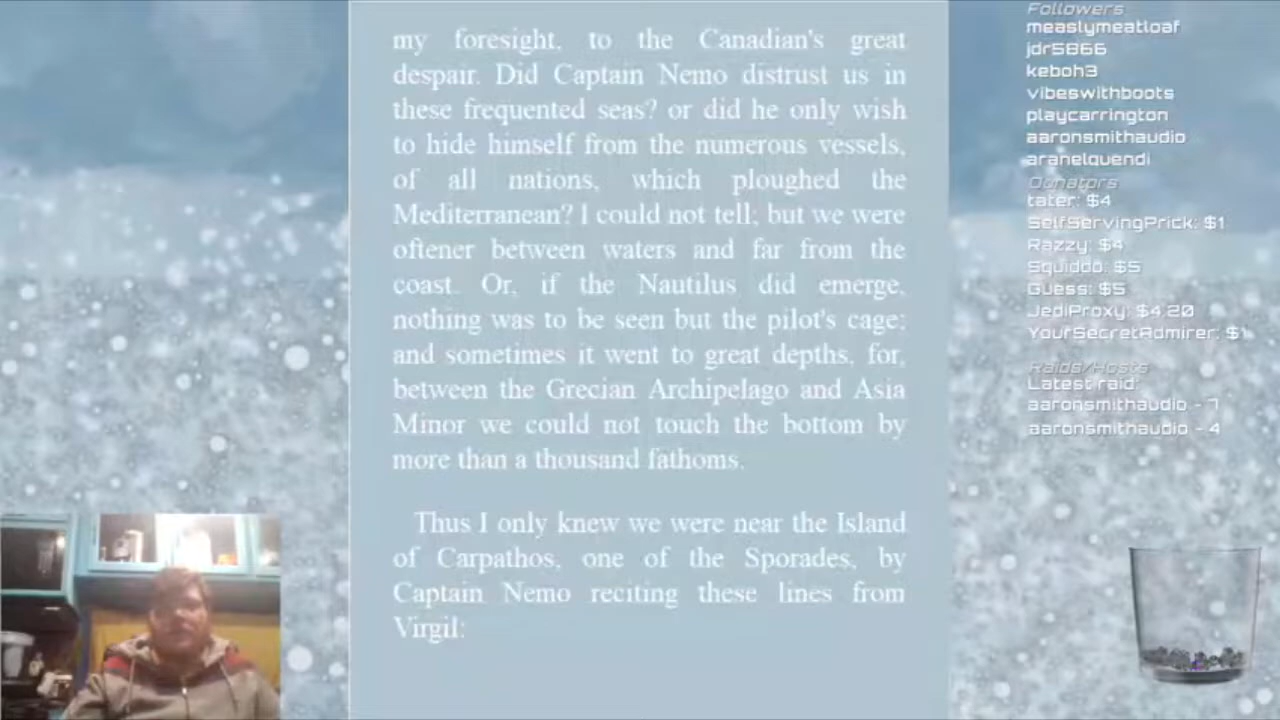 my foresight, to the Canadian's great
despair. Did Captain Nemo distrust us in
these frequented seas? or did he only wish
to hide himself from the numerous vessels,
of all nations, which ploughed the
Mediterranean? I could not tell; but we were
oftener between waters and far from the
coast. Or, if the Nautilus did emerge,
nothing was to be seen but the pilot's cage;
and sometimes it went to great depths, for,
between the Grecian Archipelago and Asia
Minor we could not touch the bottom by
more than a thousand fathoms.
Thus I only knew we were near the Island
of Carpathos, one of the Sporades, by
Captain Nemo reciting these lines from
Virgil:
Followers
measlymeatloaf
jdr5866
keboh3
vibeswithboots
playcarrington
aaronsmithaudio
aranelquendi
Donators
tater: $4
SelfServingPrick: $1
Razzy: $4
Squiddo: $5
Guess: $5
JediProxy: $4.20
YourSecretAdmirer: $1
Raids/Hosts
Latest raid:
aaronsmithaudio - 7
aaronsmithaudio - 4